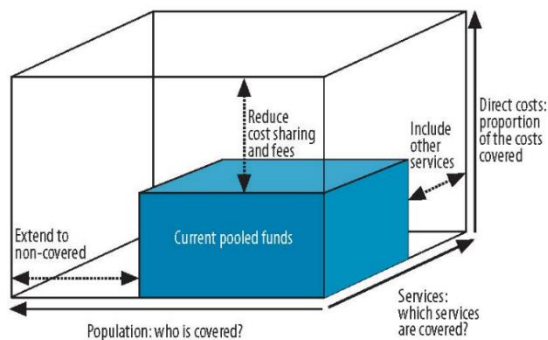 Reduce
cost sharing
and fees
Include
other
services
Direct costs:
proportion
of the costs
covered
Extend to
non-covered
Current pooled funds
Population: who is covered?
Services:
which services
are covered?